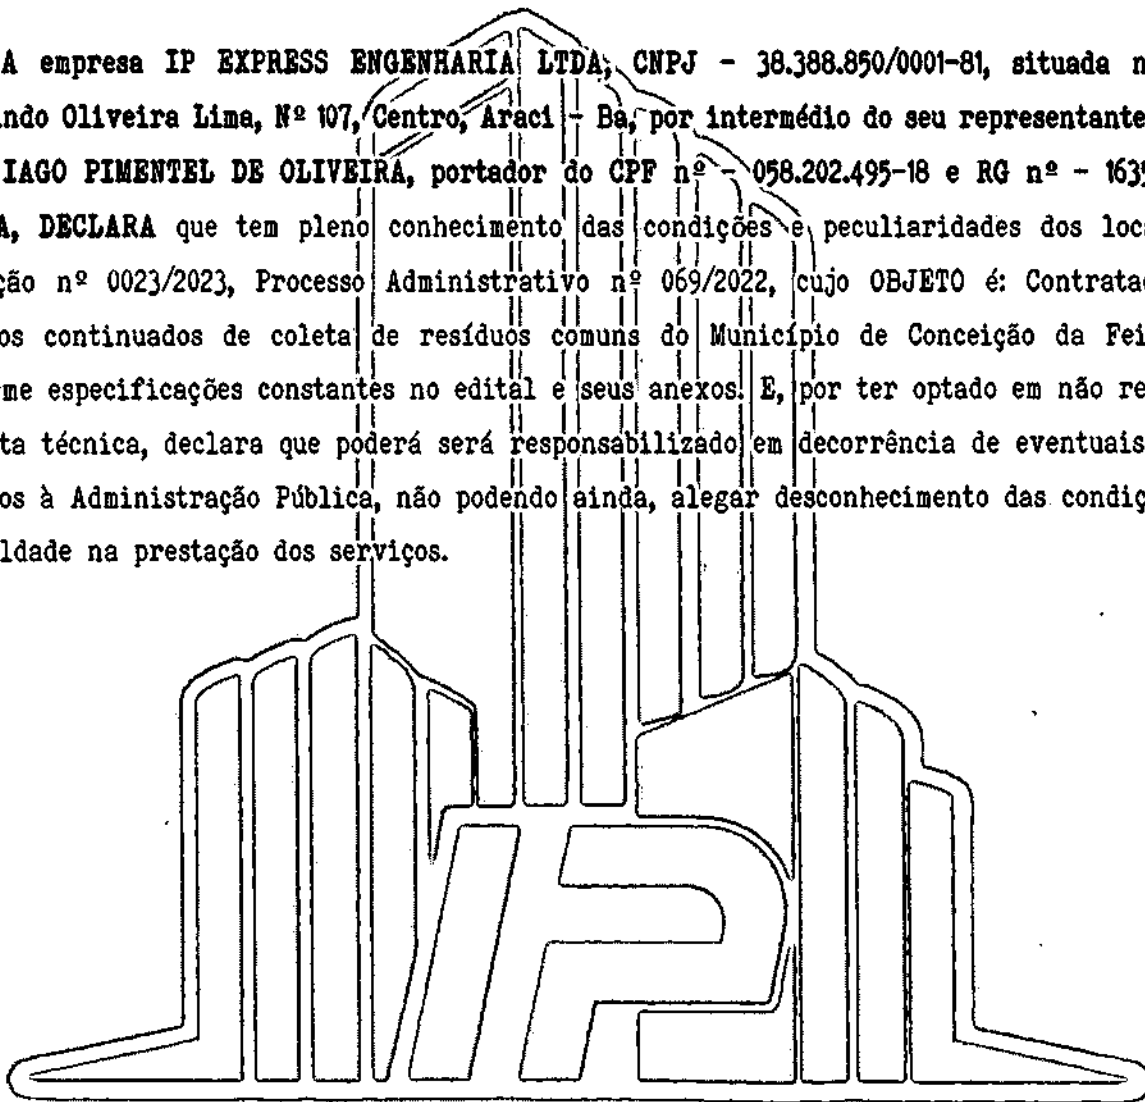 A empresa IP EXPRESS ENGENHARIA LTDA, CNPJ - 38.388.850/0001-81, situada n
ndo Oliveira Lima, Nº 107, Centro, Araci - Ba, por intermédio do seu representante
IAGO PIMENTEL DE OLIVEIRA, portador do CPF nº - 058.202.495-18 e RG nº - 1635
A, DECLARA que tem pleno conhecimento das condições e peculiaridades dos loc
ção nº 0023/2023, Processo Administrativo nº 069/2022, cujo OBJETO é: Contrata
os continuados de coleta de resíduos comuns do Município de Conceição da Fei
me especificações constantes no edital e seus anexos. E, por ter optado em não re
ta técnica, declara que poderá será responsabilizado em decorrência de eventuais
os à Administração Pública, não podendo ainda, alegar desconhecimento das condiç
ldade na prestação dos serviços.
IP